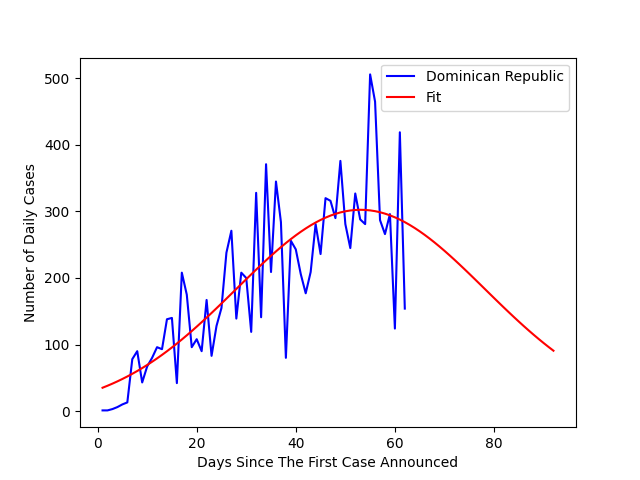 Dominican Republic
Fit
500
400
300
200
100
0
Number of Daily Cases
0 20 40 60 80
Days Since The First Case Announced